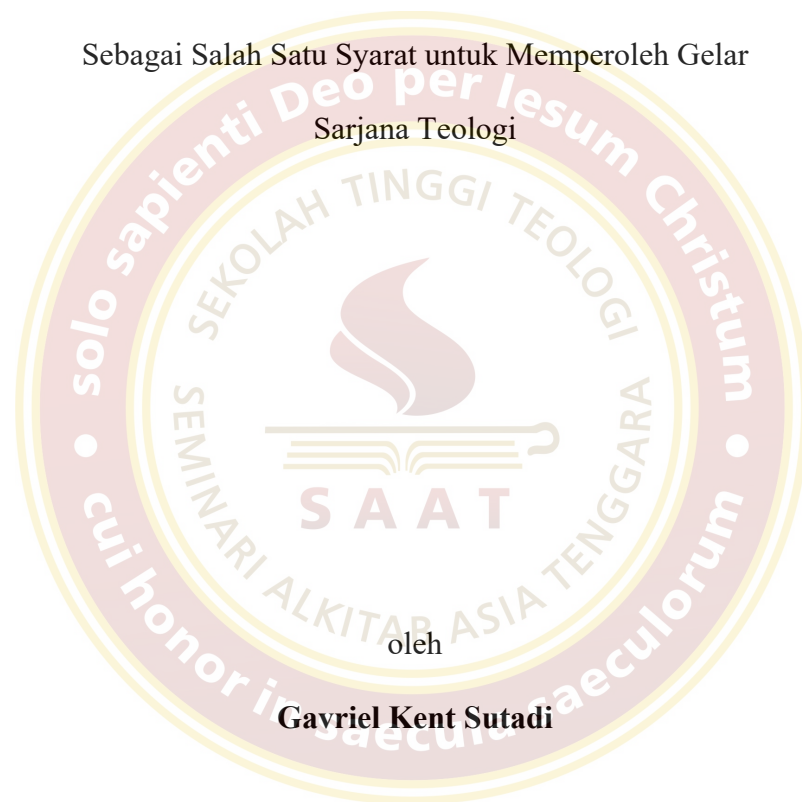 Sebagai Salah Satu Syarat untuk Memperoleh Gelar
Sarjana Teologi
solo sapienti Deo per Iesum Christum
SEKOLAH TINGGI TEOLOGI
SEMINARI ALKITAB ASIA TENGGARA
SAAT
cui honor in saecula saeculorum
oleh
Gavriel Kent Sutadi